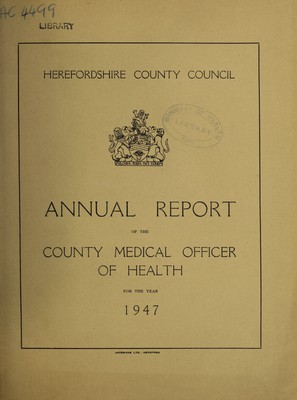 AC 4499
LIBRARY
HEREFORDSHIRE COUNTY COUNCIL
ANNUAL REPORT
OF THE
COUNTY MEDICAL OFFICER
OF HEALTH
FOR THE YEAR
1947